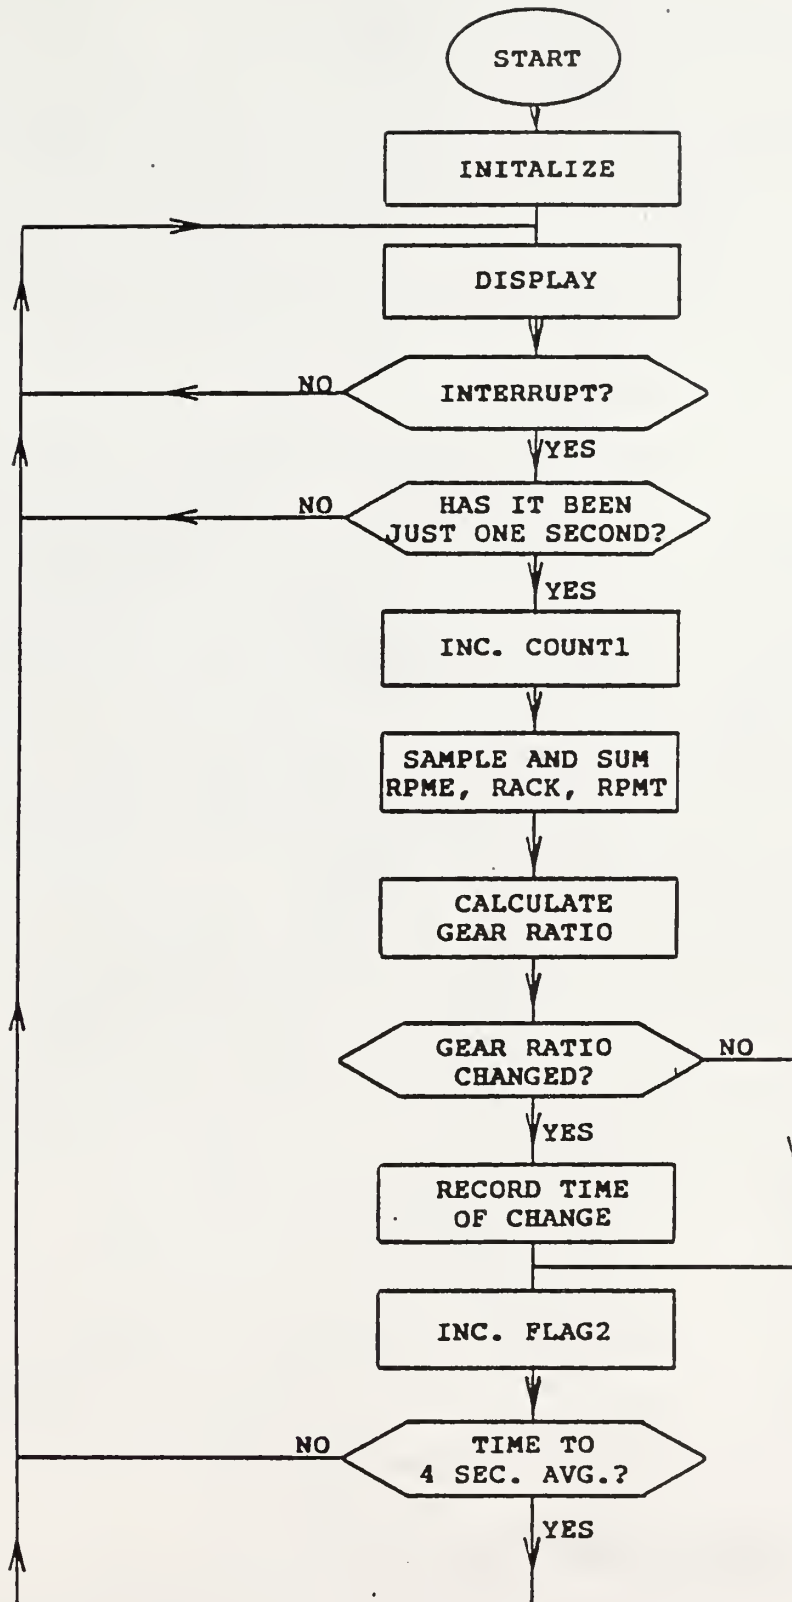 START
INITALIZE
DISPLAY
NO
INTERRUPT?
YES
NO
HAS IT BEEN
JUST ONE SECOND?
YES
INC. COUNT1
SAMPLE AND SUM
RPME, RACK, RPMT
CALCULATE
GEAR RATIO
GEAR RATIO
CHANGED?
NO
YES
RECORD TIME
OF CHANGE
INC. FLAG2
NO
TIME TO
4 SEC. AVG.?
YES